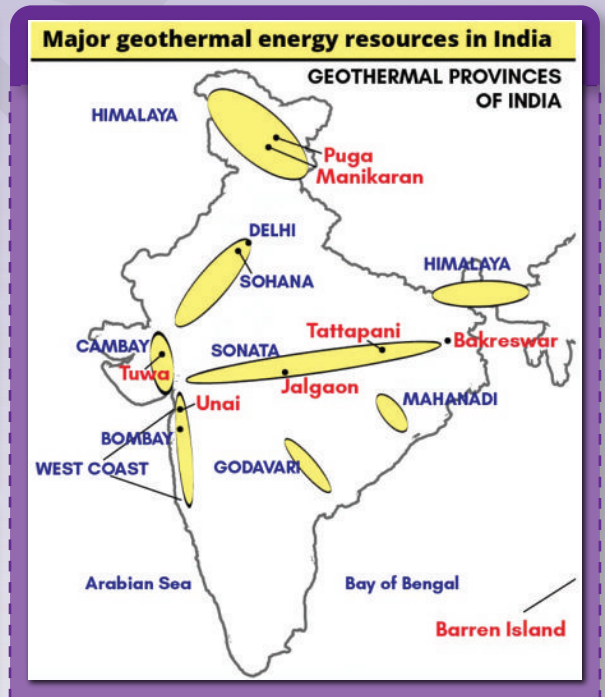 Major geothermal energy resources in India
GEOTHERMAL PROVINCES
OF INDIA
HIMALAYA
Puga
Manikaran
DELHI
SOHANA
HIMALAYA
CAMBAY
SONATA
Tattapani
Bakreswar
Tuwa
Jalgaon
Unai
MAHANADI
BOMBAY
WEST COAST
GODAVARI
Arabian Sea
Bay of Bengal
Barren Island